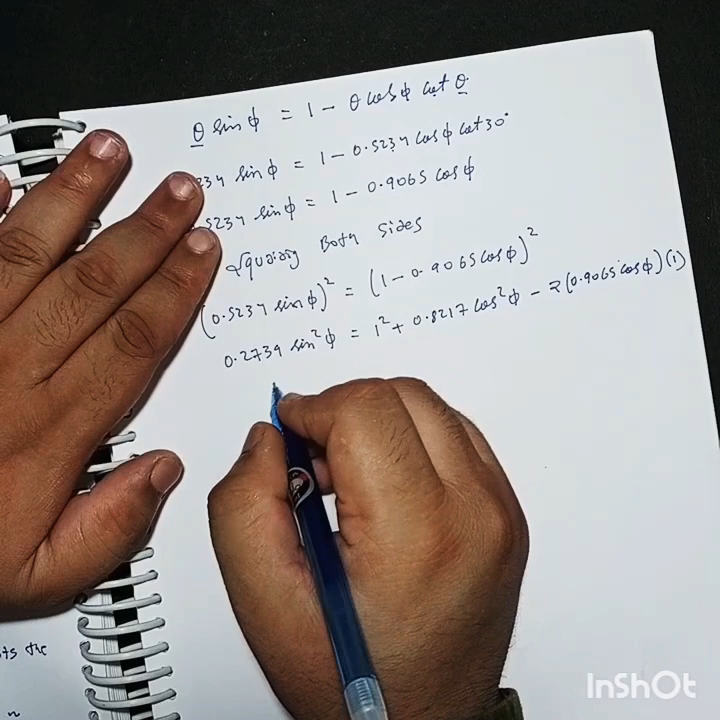 θ sin ϕ = 1 - θ cos ϕ cot θ
234 sin ϕ = 1 - 0.5234 cos ϕ cot 30°
5234 sin ϕ = 1 - 0.9065 cos ϕ
Both sides
(0.5234 sin ϕ)² = (1 - 0.9065 cos ϕ)²
0.2739 sin² ϕ = 1² + 0.8217 cos² ϕ - 2 (0.9065 cos ϕ) (1)
InShOt